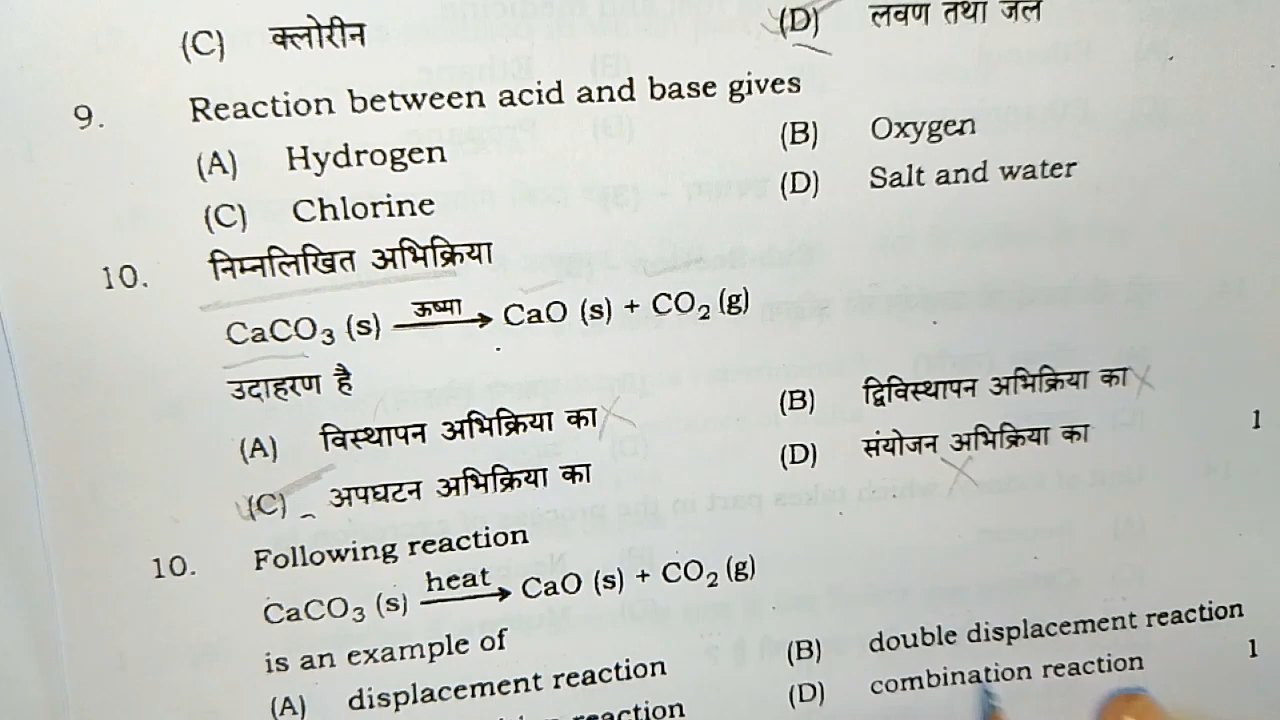 (C) क्लोरीन (D) लवण तथा जल
9. Reaction between acid and base gives
(A) Hydrogen (B) Oxygen
(C) Chlorine (D) Salt and water
10. निम्नलिखित अभिक्रिया
CaCO₃ (s) ऊष्मा → CaO (s) + CO₂ (g)
उदाहरण है
(A) विस्थापन अभिक्रिया का (B) द्विविस्थापन अभिक्रिया का
(C) अपघटन अभिक्रिया का (D) संयोजन अभिक्रिया का 1
10. Following reaction
CaCO₃ (s) heat → CaO (s) + CO₂ (g)
is an example of
(A) displacement reaction (B) double displacement reaction
reaction (D) combination reaction 1